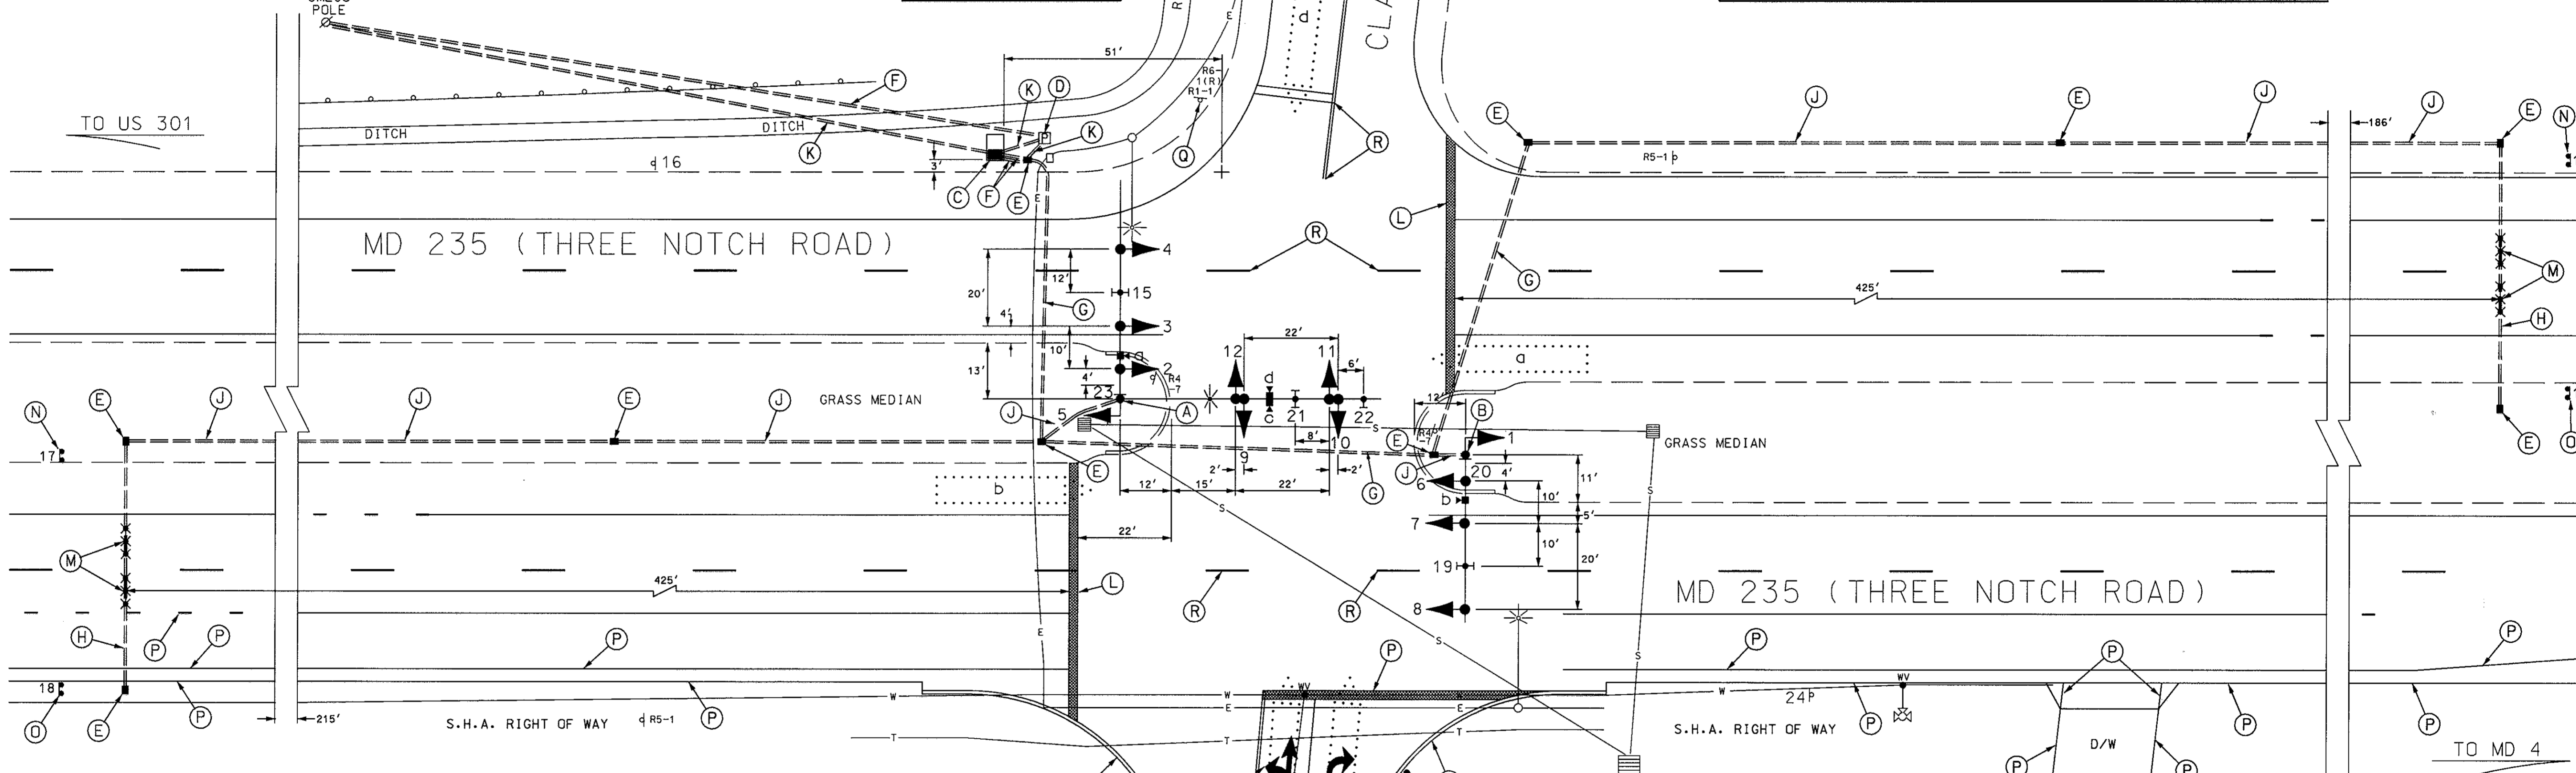 POLE
TO US 301
DITCH
DITCH
16
3'
51'
R6-
1(R)
R1-1
F
K
K
D
K
C
F
E
Q
E
E
d
CLA
R
MD 235 (THREE NOTCH ROAD)
E
J
E
J
J
E
N
186'
R5-1
L
R
G
M
425'
H
4
12'
20'
15
G
4'
3
10'
13'
a
2
4'
23
R4
-7
A
5
J
22'
12
11
6'
d
c
21
22
8'
10
9
2'
2'
12'
15'
22'
G
a
12'
B
1
R4
-7
E
J
20
4'
11'
6
b
10'
5'
7
10'
20'
19
8
S
S
S
S
S
GRASS MEDIAN
GRASS MEDIAN
N
E
J
J
E
J
17
E
b
22'
M
425'
L
R
R
H
P
P
P
P
E
MD 235 (THREE NOTCH ROAD)
O
E
18
O
E
P
P
215'
S.H.A. RIGHT OF WAY
R5-1
W
W
WV
W
W
E
E
T
T
T
P
P
P
P
24
WV
P
P
P
S.H.A. RIGHT OF WAY
D/W
P
P
TO MD 4